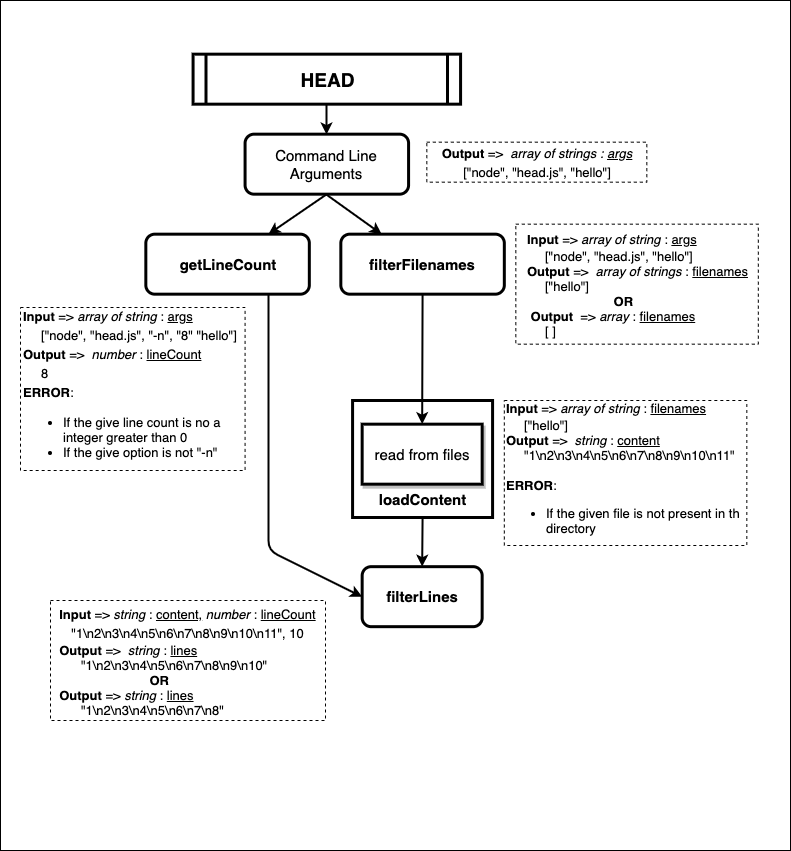 HEAD
Command Line
Arguments
Output => array of strings : args
["node", "head.js", "hello"]
getLineCount
filterFilenames
Input => array of string : args
["node", "head.js", "hello"]
Output => array of strings : filenames
["hello"]
OR
Output => array : filenames
[ ]
Input => array of string : args
["node", "head.js", "-n", "8" "hello"]
Output => number : lineCount
8
ERROR:
• If the give line count is no a
integer greater than 0
• If the give option is not "-n"
read from files
loadContent
Input => array of string : filenames
["hello"]
Output => string : content
"1\n2\n3\n4\n5\n6\n7\n8\n9\n10\n11"
ERROR:
• If the given file is not present in th
directory
filterLines
Input => string : content, number : lineCount
"1\n2\n3\n4\n5\n6\n7\n8\n9\n10\n11", 10
Output => string : lines
"1\n2\n3\n4\n5\n6\n7\n8\n9\n10"
OR
Output => string : lines
"1\n2\n3\n4\n5\n6\n7\n8"